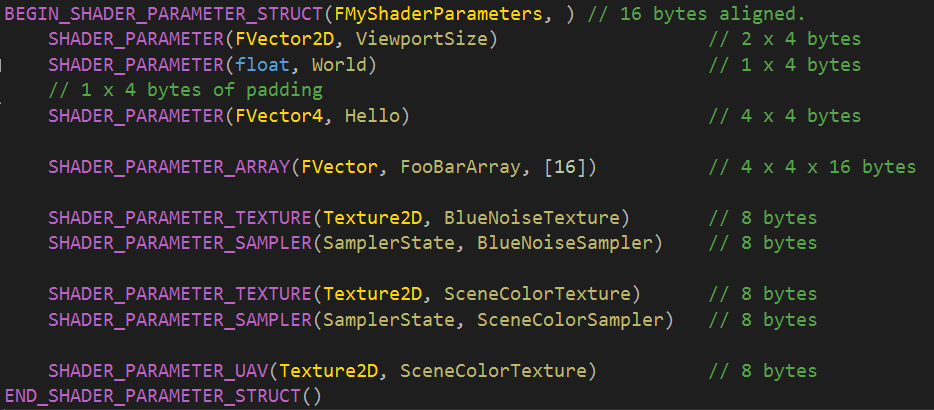 BEGIN_SHADER_PARAMETER_STRUCT(FMyShaderParameters, ) // 16 bytes aligned.
SHADER_PARAMETER(FVector2D, ViewportSize) // 2 x 4 bytes
SHADER_PARAMETER(float, World) // 1 x 4 bytes
// 1 x 4 bytes of padding
SHADER_PARAMETER(FVector4, Hello) // 4 x 4 bytes
SHADER_PARAMETER_ARRAY(FVector, FooBarArray, [16]) // 4 x 4 x 16 bytes
SHADER_PARAMETER_TEXTURE(Texture2D, BlueNoiseTexture) // 8 bytes
SHADER_PARAMETER_SAMPLER(SamplerState, BlueNoiseSampler) // 8 bytes
SHADER_PARAMETER_TEXTURE(Texture2D, SceneColorTexture) // 8 bytes
SHADER_PARAMETER_SAMPLER(SamplerState, SceneColorSampler) // 8 bytes
SHADER_PARAMETER_UAV(Texture2D, SceneColorTexture) // 8 bytes
END_SHADER_PARAMETER_STRUCT()